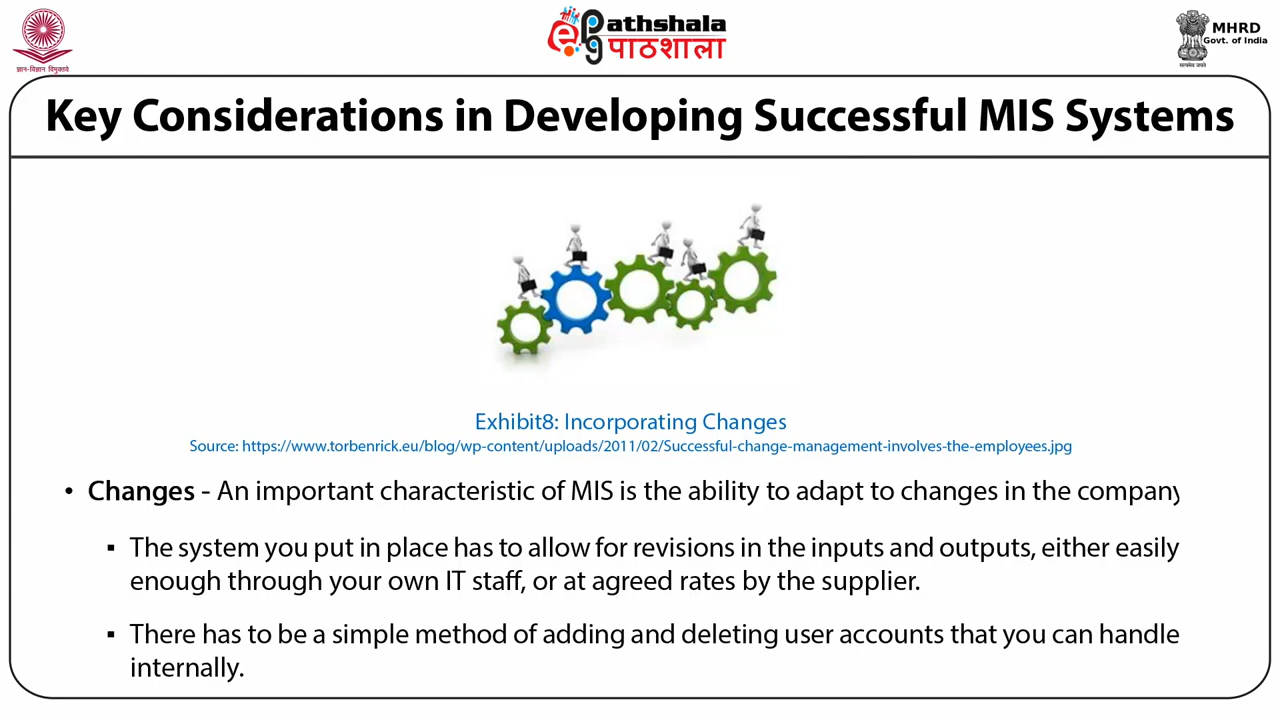 ज्ञान-विज्ञान विमुक्तये
ePg athshala
पाठशाला
MHRD
Govt. of India
सत्यमेव जयते
Key Considerations in Developing Successful MIS Systems
Exhibit8: Incorporating Changes
Source: https://www.torbenrick.eu/blog/wp-content/uploads/2011/02/Successful-change-management-involves-the-employees.jpg
• Changes - An important characteristic of MIS is the ability to adapt to changes in the company
▪ The system you put in place has to allow for revisions in the inputs and outputs, either easily
enough through your own IT staff, or at agreed rates by the supplier.
▪ There has to be a simple method of adding and deleting user accounts that you can handle
internally.